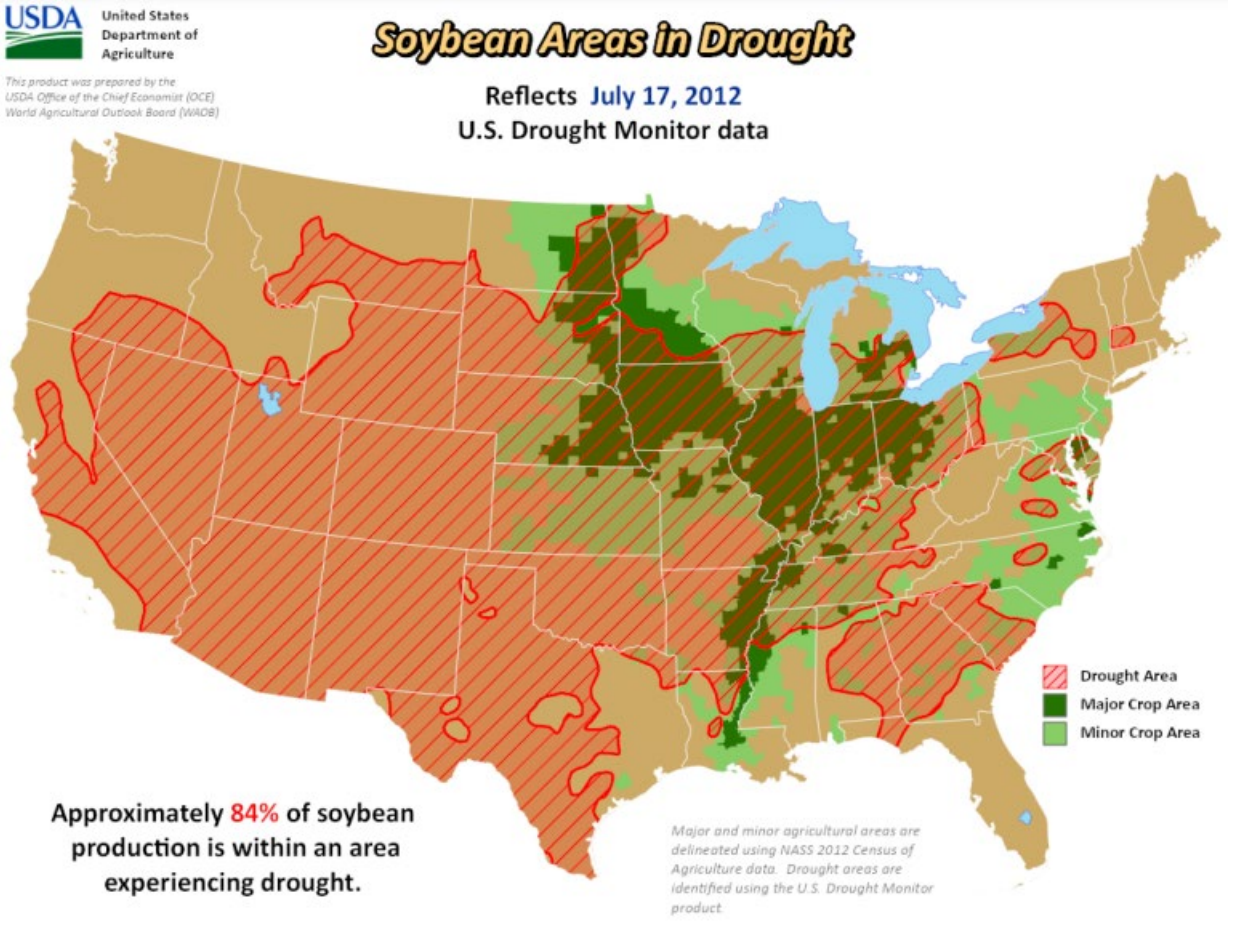 USDA
United States
Department of
Agriculture
This product was prepared by the
USDA Office of the Chief Economist (OCE)
World Agricultural Outlook Board (WAOB)
Soybean Areas in Drought
Reflects July 17, 2012
U.S. Drought Monitor data
Drought Area
Major Crop Area
Minor Crop Area
Approximately 84% of soybean
production is within an area
experiencing drought.
Major and minor agricultural areas are
delineated using NASS 2012 Census of
Agriculture data. Drought areas are
identified using the U.S. Drought Monitor
product.